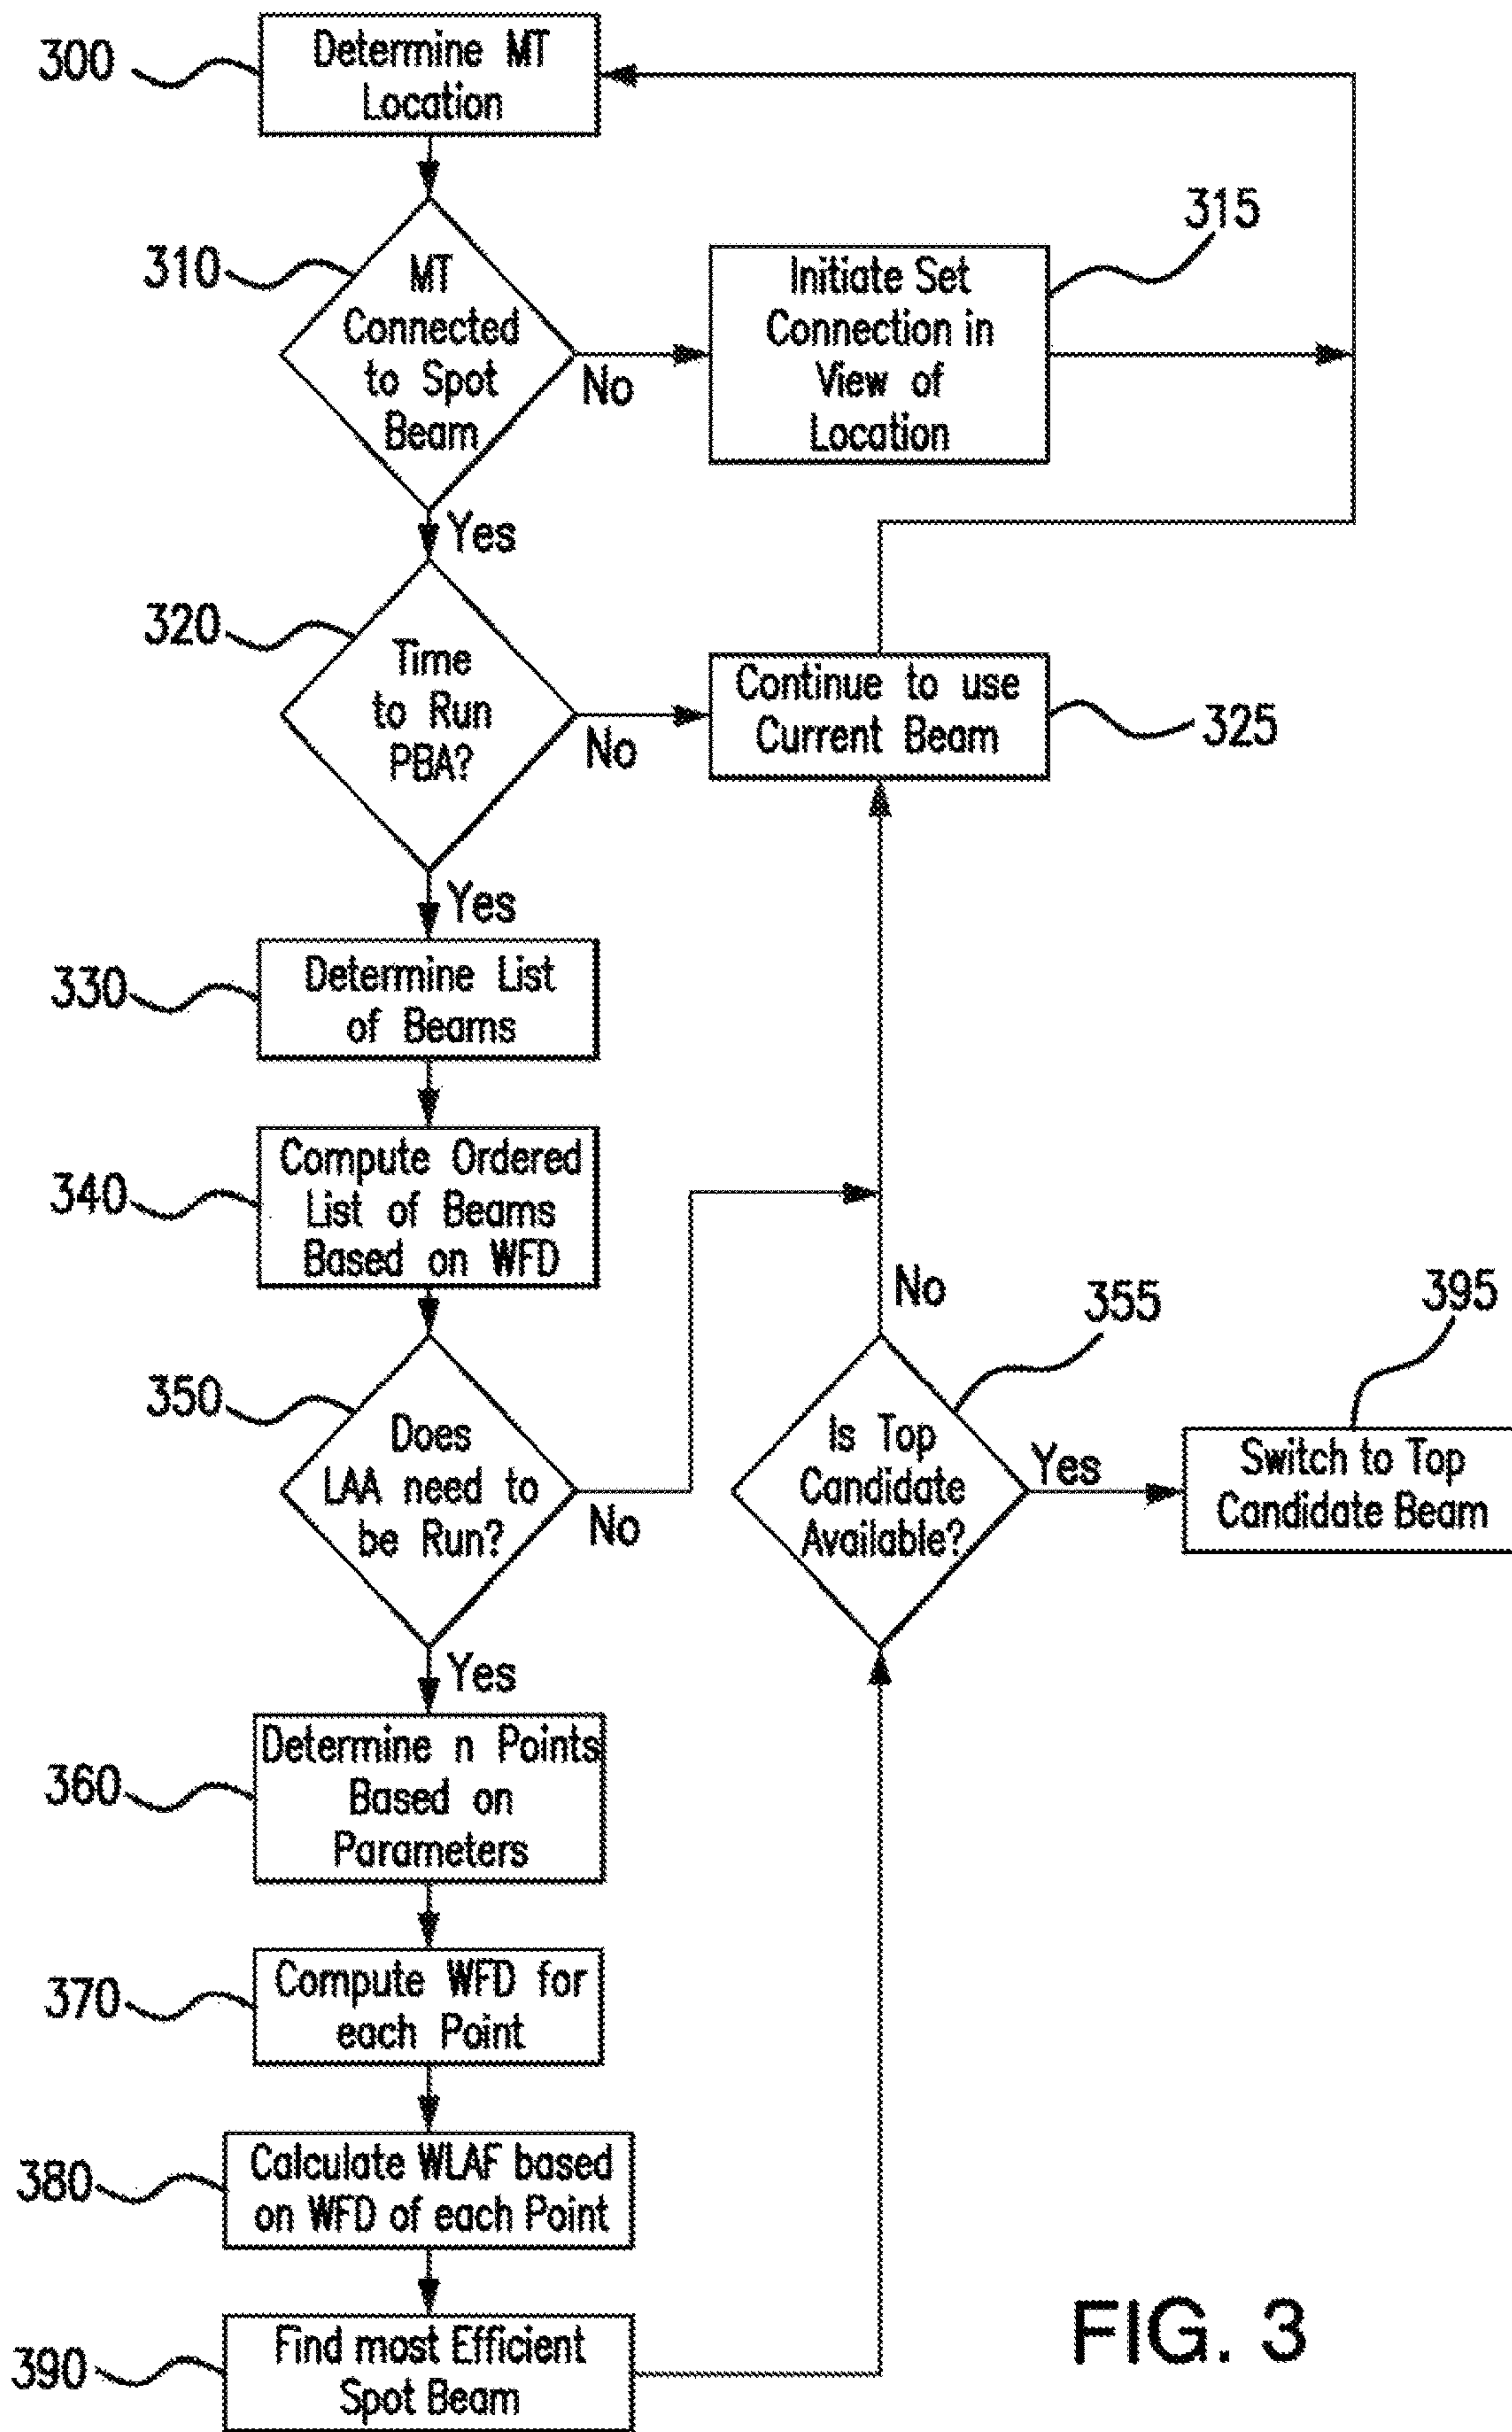 300
Determine MT
Location
310
MT
Connected
to Spot
Beam
No
Initiate Set
Connection in
View of
Location
315
Yes
320
Time
to Run
PBA?
No
Continue to use
Current Beam
325
Yes
330
Determine List
of Beams
340
Compute Ordered
List of Beams
Based on WFD
350
Does
LAA need to
be Run?
No
No
355
Is Top
Candidate
Available?
Yes
395
Switch to Top
Candidate Beam
Yes
360
Determine n Points
Based on
Parameters
370
Compute WFD for
each Point
380
Calculate WLAF based
on WFD of each Point
390
Find most Efficient
Spot Beam
FIG. 3